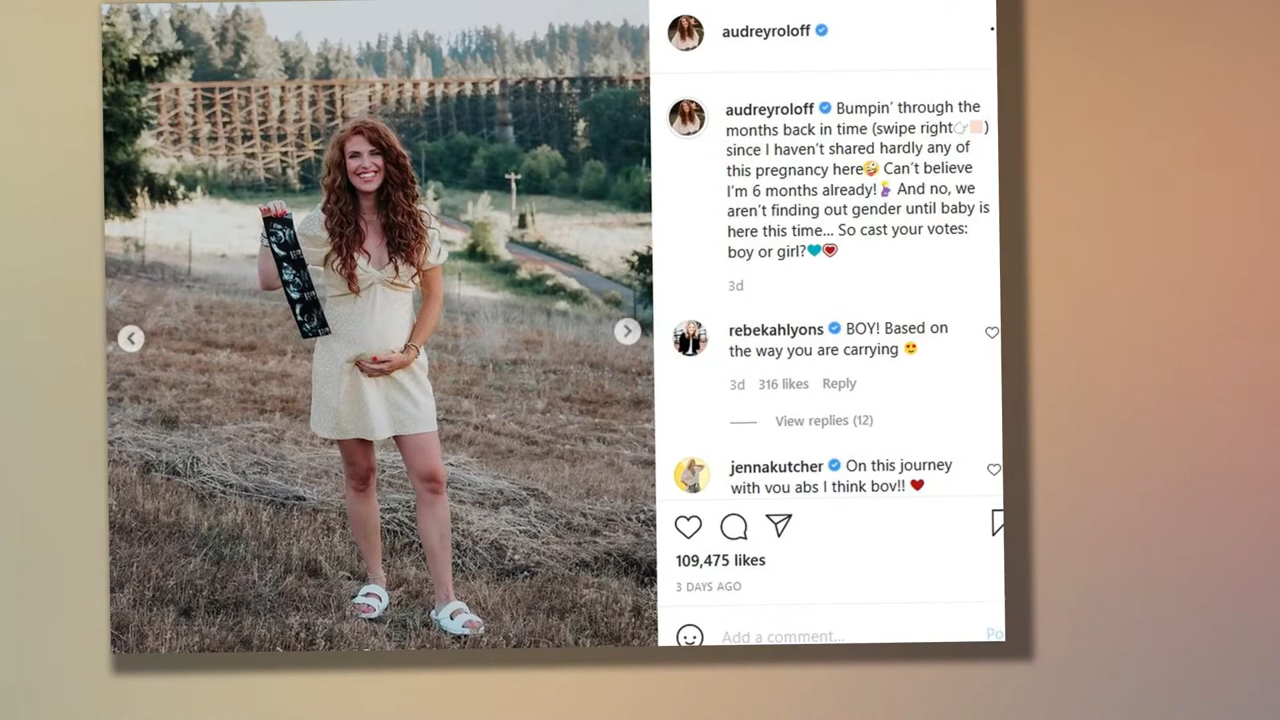 audreyroloff
audreyroloff Bumpin’ through the
months back in time (swipe right👉🏻)
since I haven’t shared hardly any of
this pregnancy here🤪 Can’t believe
I’m 6 months already!🤰 And no, we
aren’t finding out gender until baby is
here this time... So cast your votes:
boy or girl?💙💝
3d
rebekahlyons BOY! Based on
the way you are carrying 😍
3d 316 likes Reply
View replies (12)
jennakutcher On this journey
with you abs I think boy!! ❤️
109,475 likes
3 DAYS AGO
Add a comment... Po